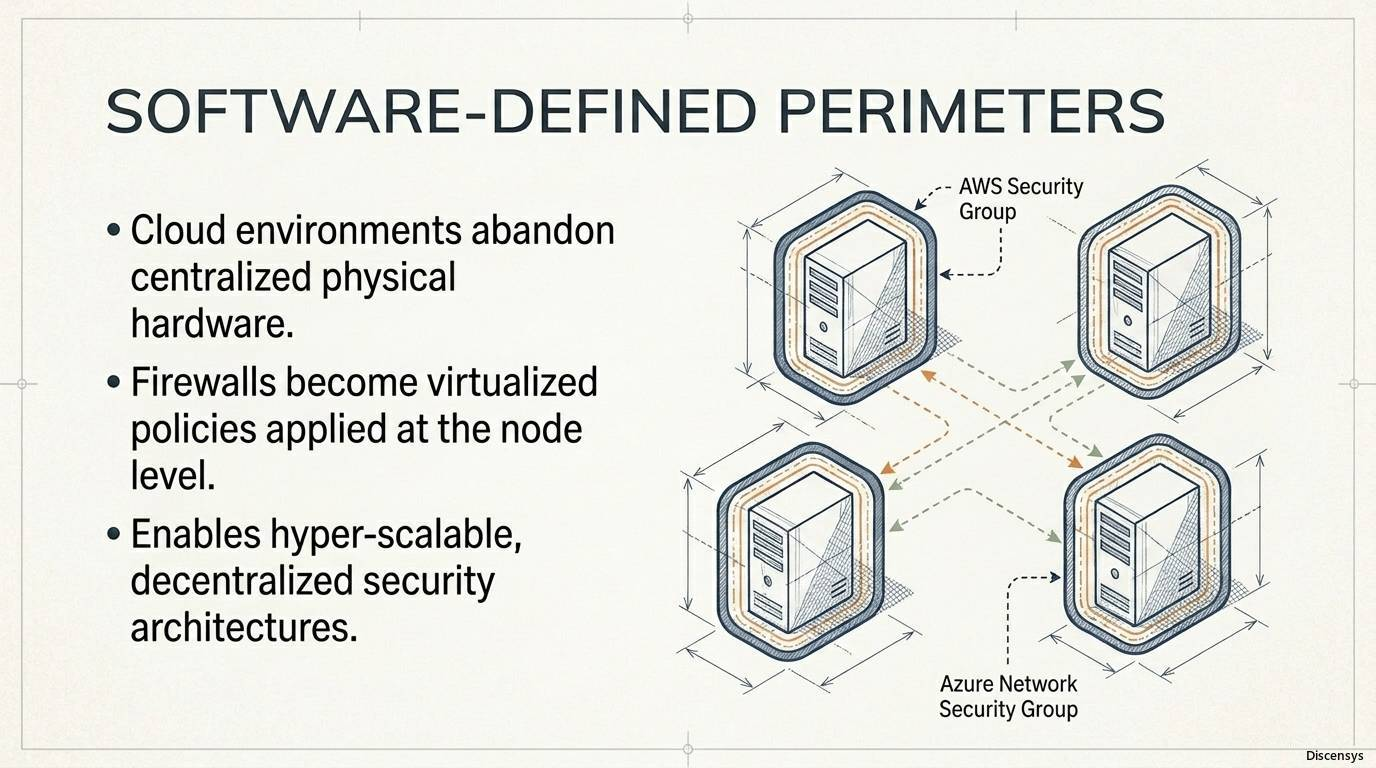 SOFTWARE-DEFINED PERIMETERS
• Cloud environments abandon
centralized physical
hardware.
• Firewalls become virtualized
policies applied at the node
level.
• Enables hyper-scalable,
decentralized security
architectures.
AWS Security
Group
Azure Network
Security Group
Discensys